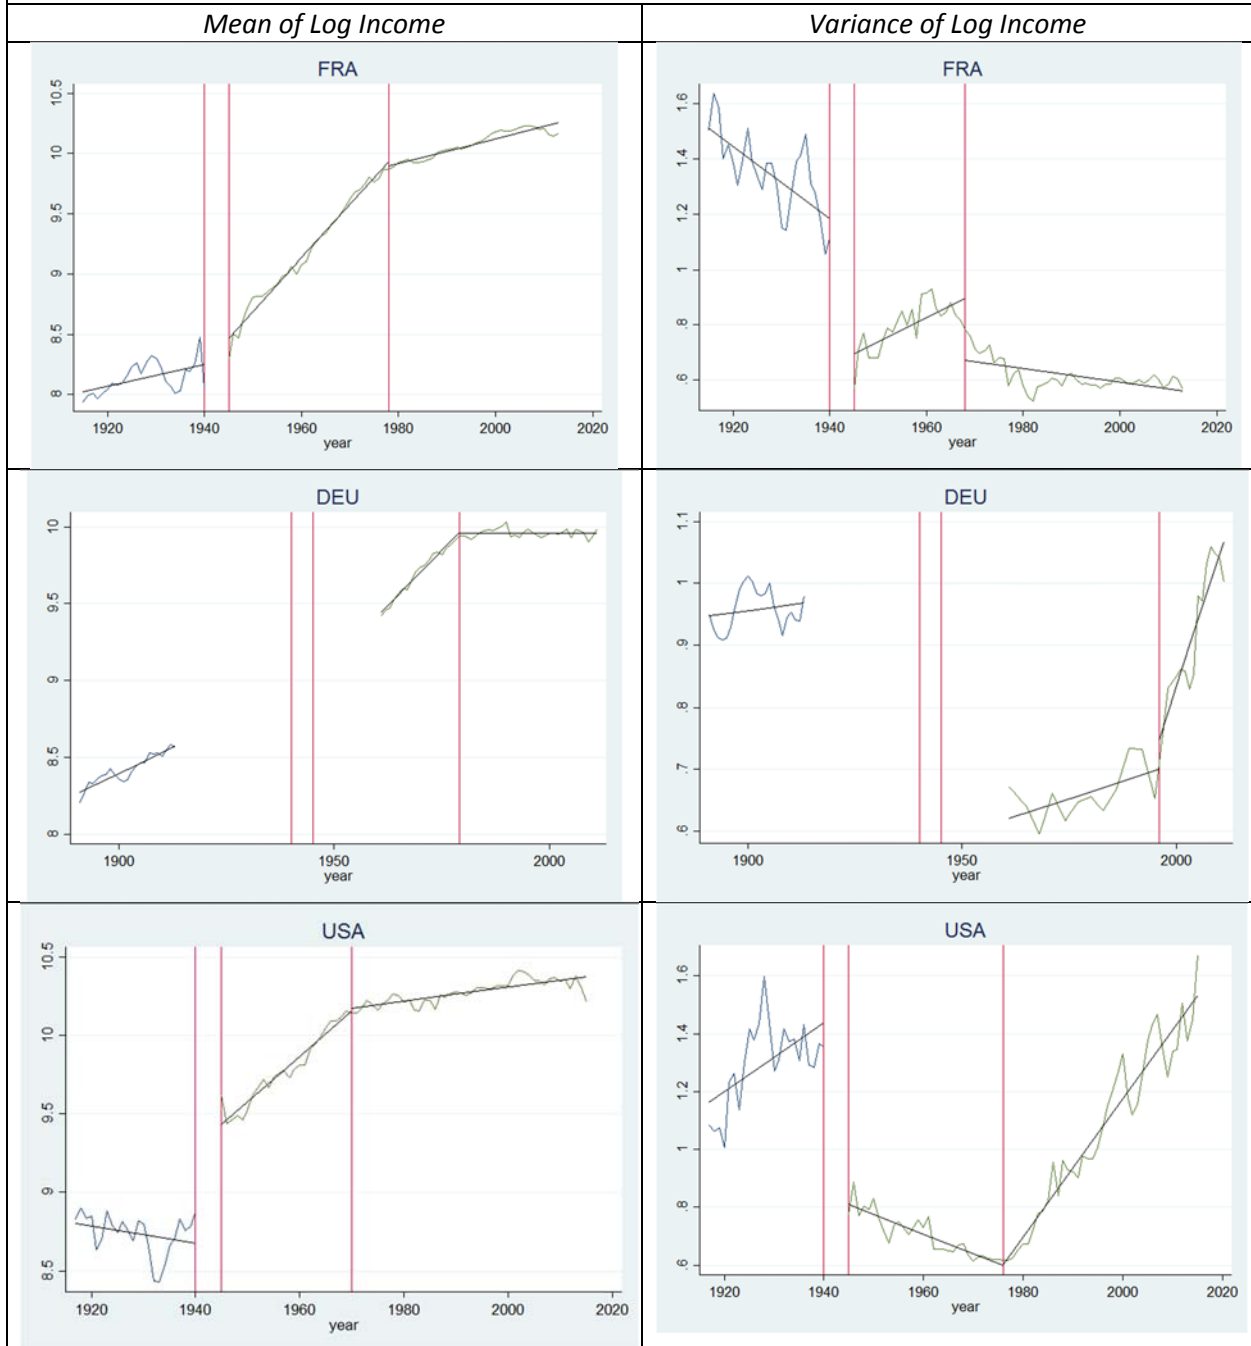 Mean of Log Income
Variance of Log Income
FRA
10.5
10
9.5
9
8.5
8
1920 1940 1960 1980 2000 2020
year
FRA
1.6
1.4
1.2
1
.8
.6
1920 1940 1960 1980 2000 2020
year
DEU
10
9.5
9
8.5
8
1900 1950 2000
year
DEU
1.1
1
.9
.8
.7
.6
1900 1950 2000
year
USA
10.5
10
9.5
9
8.5
1920 1940 1960 1980 2000 2020
year
USA
1.6
1.4
1.2
1
.8
.6
1920 1940 1960 1980 2000 2020
year